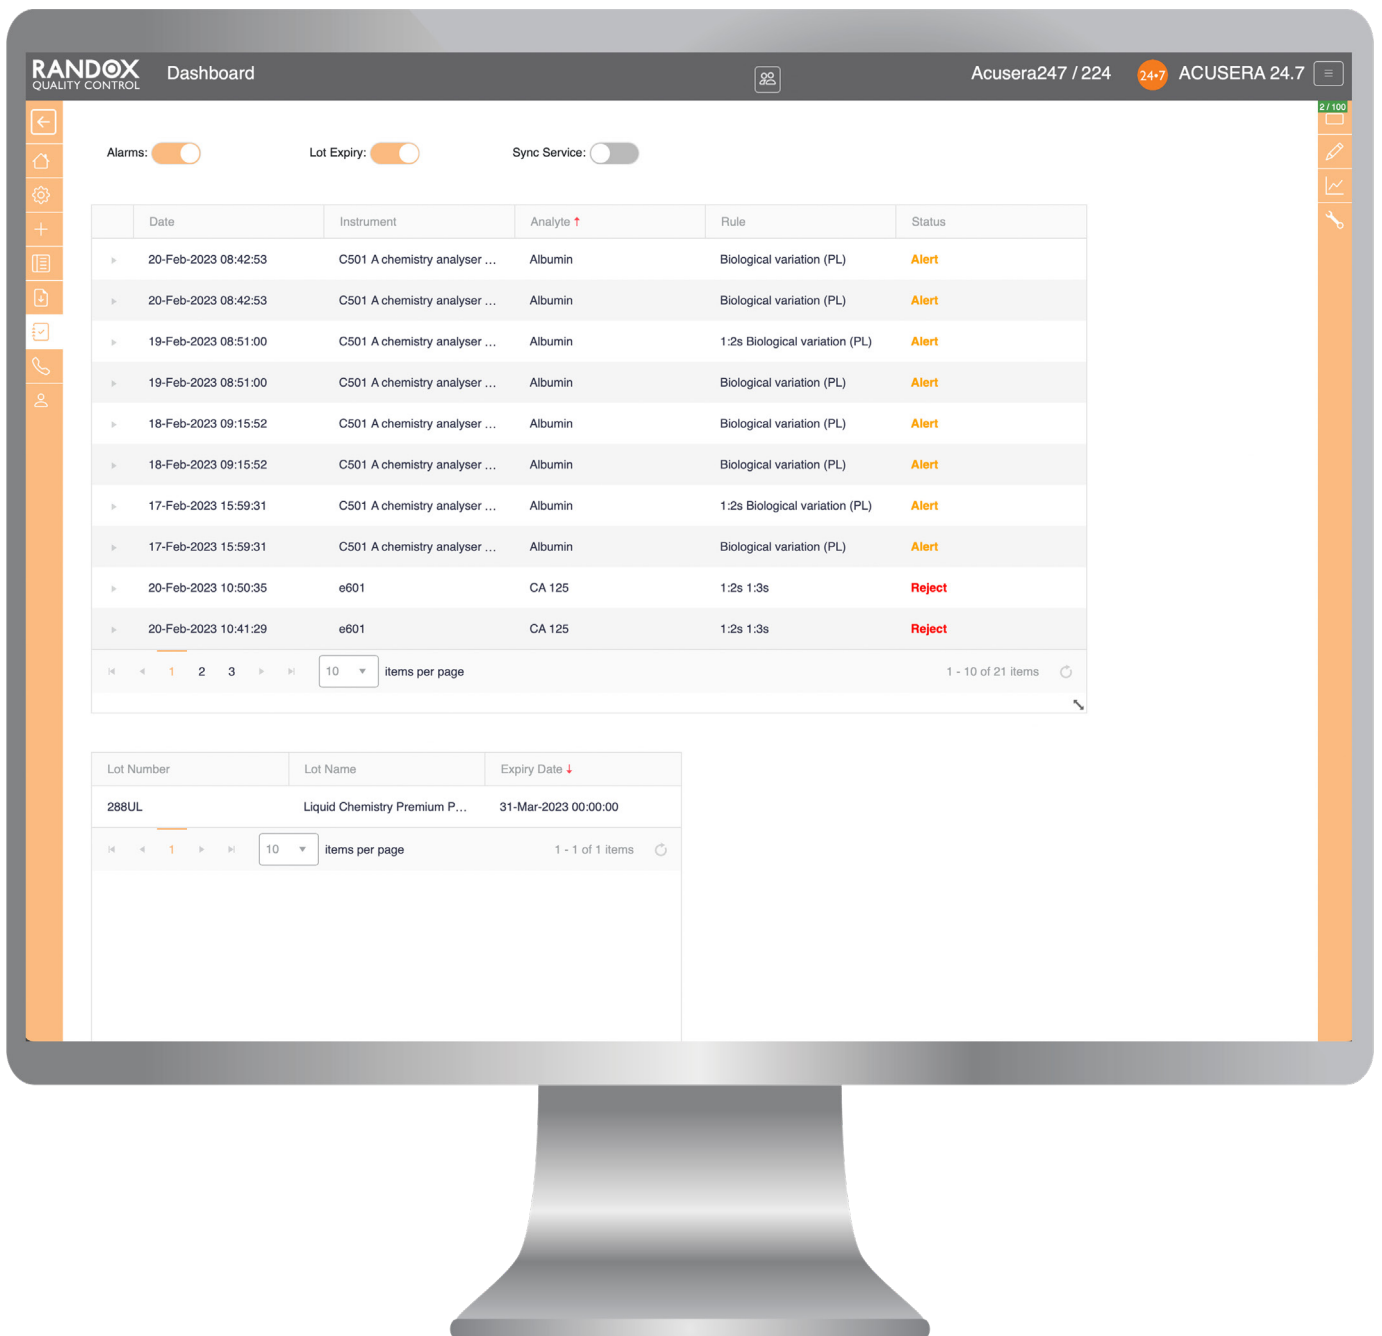 RANDOX
QUALITY CONTROL
Dashboard
Acusera247 / 224
24•7
ACUSERA 24.7
2 / 100
Alarms:
Lot Expiry:
Sync Service:
Date Instrument Analyte ↑ Rule Status
20-Feb-2023 08:42:53 C501 A chemistry analyser ... Albumin Biological variation (PL) Alert
20-Feb-2023 08:42:53 C501 A chemistry analyser ... Albumin Biological variation (PL) Alert
19-Feb-2023 08:51:00 C501 A chemistry analyser ... Albumin 1:2s Biological variation (PL) Alert
19-Feb-2023 08:51:00 C501 A chemistry analyser ... Albumin Biological variation (PL) Alert
18-Feb-2023 09:15:52 C501 A chemistry analyser ... Albumin Biological variation (PL) Alert
18-Feb-2023 09:15:52 C501 A chemistry analyser ... Albumin Biological variation (PL) Alert
17-Feb-2023 15:59:31 C501 A chemistry analyser ... Albumin 1:2s Biological variation (PL) Alert
17-Feb-2023 15:59:31 C501 A chemistry analyser ... Albumin Biological variation (PL) Alert
20-Feb-2023 10:50:35 e601 CA 125 1:2s 1:3s Reject
20-Feb-2023 10:41:29 e601 CA 125 1:2s 1:3s Reject
1 2 3 10 items per page 1 - 10 of 21 items
Lot Number Lot Name Expiry Date ↓
288UL Liquid Chemistry Premium P... 31-Mar-2023 00:00:00
1 10 items per page 1 - 1 of 1 items